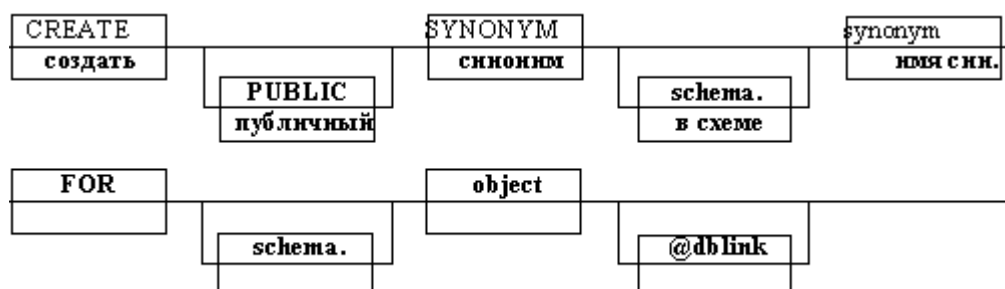 CREATE SYNONYM synonym
создать синоним имя син.
PUBLIC schema.
публичный в схеме
FOR object
schema. @dblink